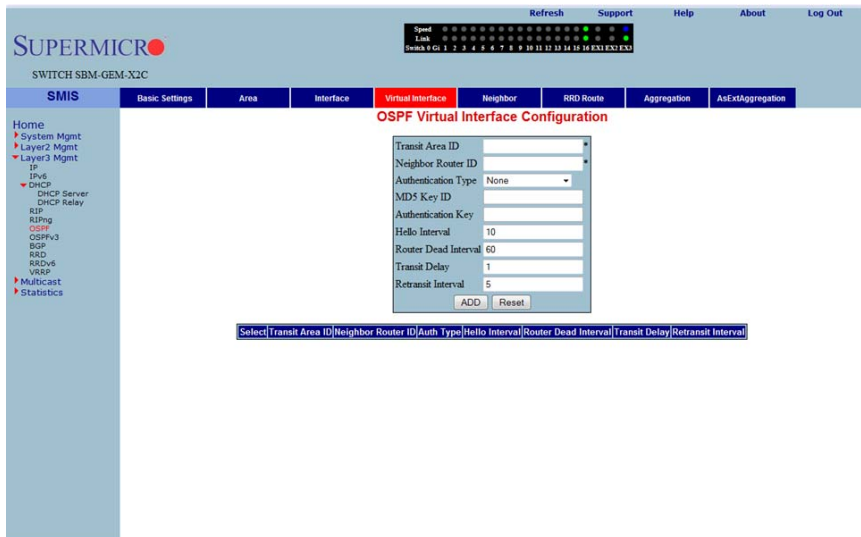 Refresh Support Help About Log Out
Speed
Link
Switch 0 Gi 1 2 3 4 5 6 7 8 9 10 11 12 13 14 15 16 EX1 EX2 EX3
SUPERMICRO
SWITCH SBM-GEM-X2C
SMIS
Basic Settings Area Interface Virtual Interface Neighbor RRD Route Aggregation AsExtAggregation
Home
System Mgmt
Layer2 Mgmt
Layer3 Mgmt
IP
IPv6
DHCP
DHCP Server
DHCP Relay
RIP
RIPng
OSPF
OSPFv3
BGP
RRD
RRDv6
VRRP
Multicast
Statistics
OSPF Virtual Interface Configuration
Transit Area ID *
Neighbor Router ID *
Authentication Type None
MD5 Key ID
Authentication Key
Hello Interval 10
Router Dead Interval 60
Transit Delay 1
Retransit Interval 5
ADD Reset
Select Transit Area ID Neighbor Router ID Auth Type Hello Interval Router Dead Interval Transit Delay Retransit Interval